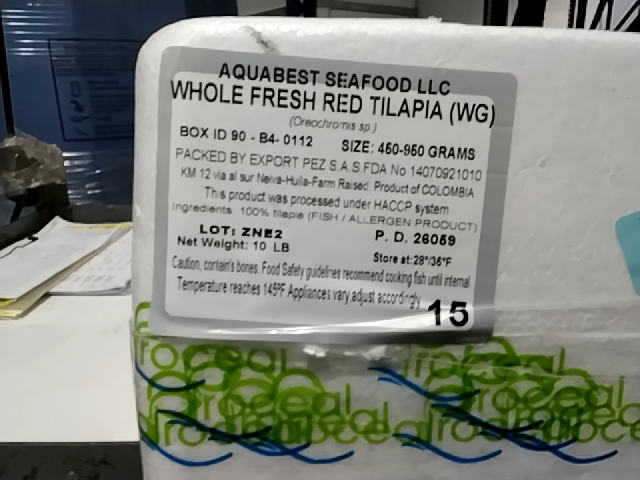 AQUABEST SEAFOOD LLC
WHOLE FRESH RED TILAPIA (WG)
(Oreochromis sp.)
BOX ID 90 - B4- 0112 SIZE: 450-950 GRAMS
PACKED BY EXPORT PEZ S.A.S FDA No 14070921010
KM 12 via al sur Neiva-Huila-Farm Raised. Product of COLOMBIA
This product was processed under HACCP system
Ingredients 100% tilapia (FISH / ALLERGEN PRODUCT)
LOT: ZNE2 P. D. 26059
Net Weight: 10 LB Store at: 28°/36°F
Caution, contain's bones. Food Safety guidelines recommend cooking fish until internal
Temperature reaches 145ºF Appliances vary, adjust accordingly
15